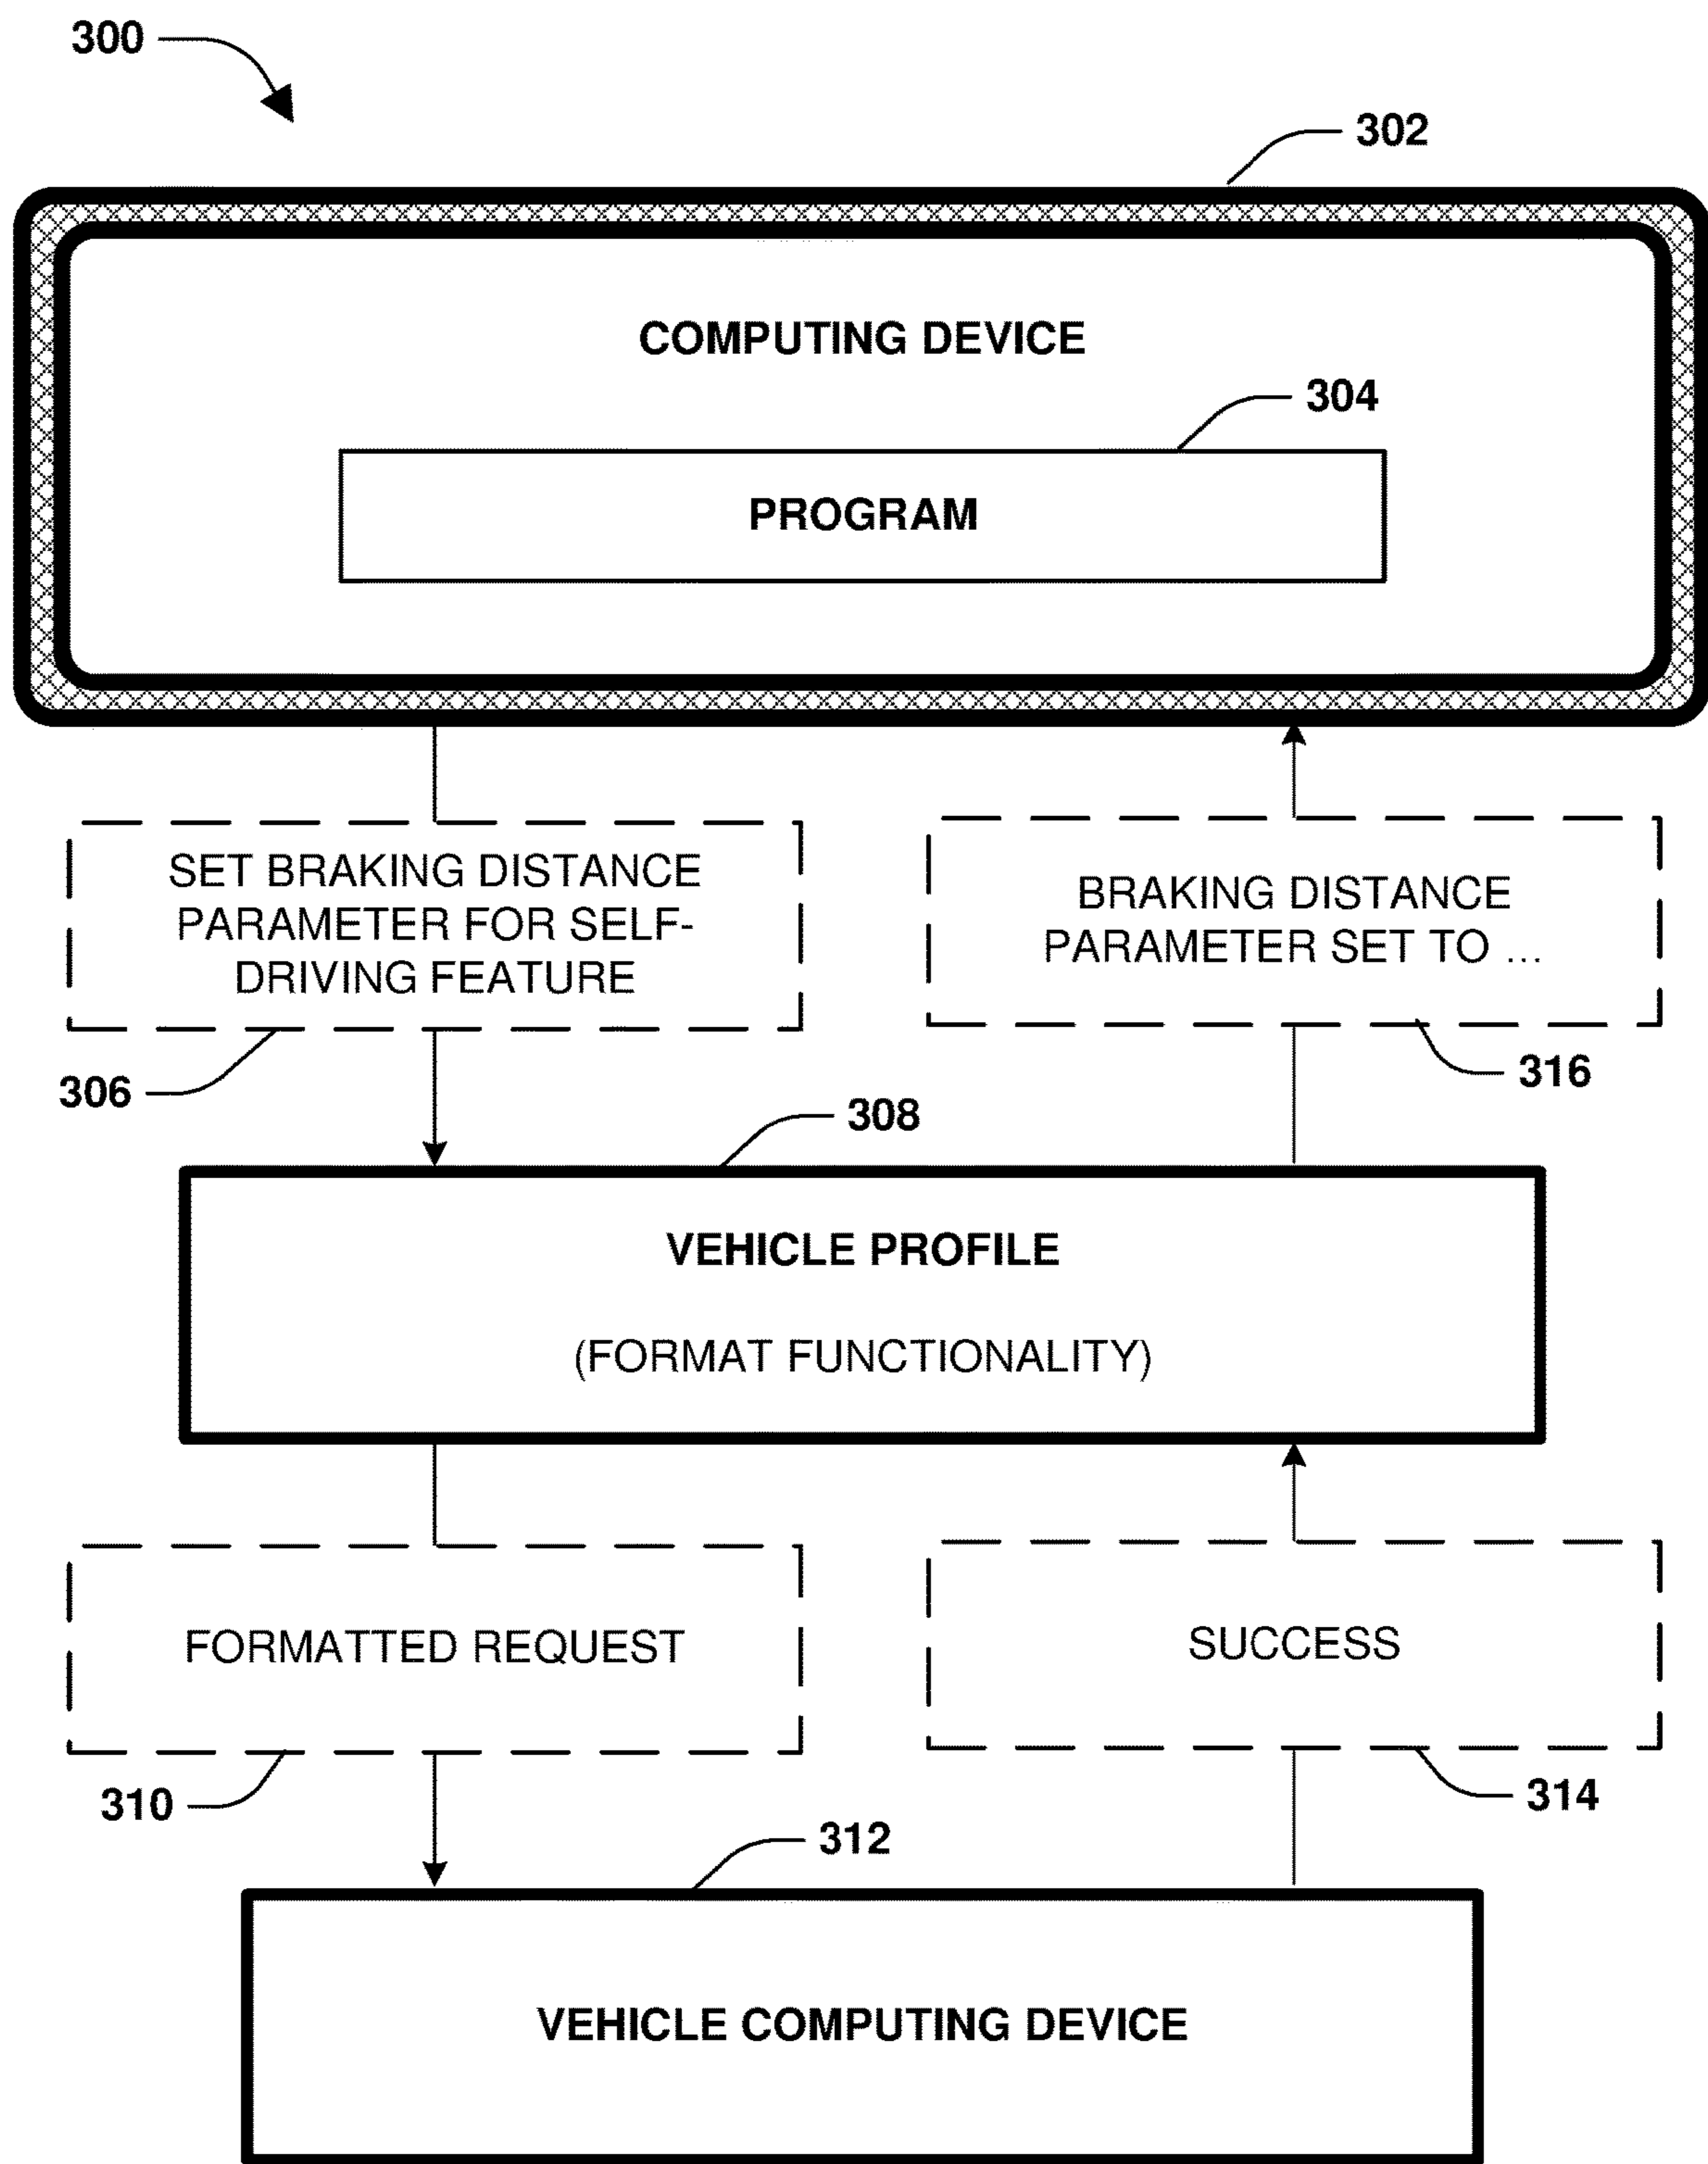 300
302
COMPUTING DEVICE
304
PROGRAM
SET BRAKING DISTANCE
PARAMETER FOR SELF-
DRIVING FEATURE
BRAKING DISTANCE
PARAMETER SET TO ...
306
316
308
VEHICLE PROFILE
(FORMAT FUNCTIONALITY)
FORMATTED REQUEST
SUCCESS
310
314
312
VEHICLE COMPUTING DEVICE